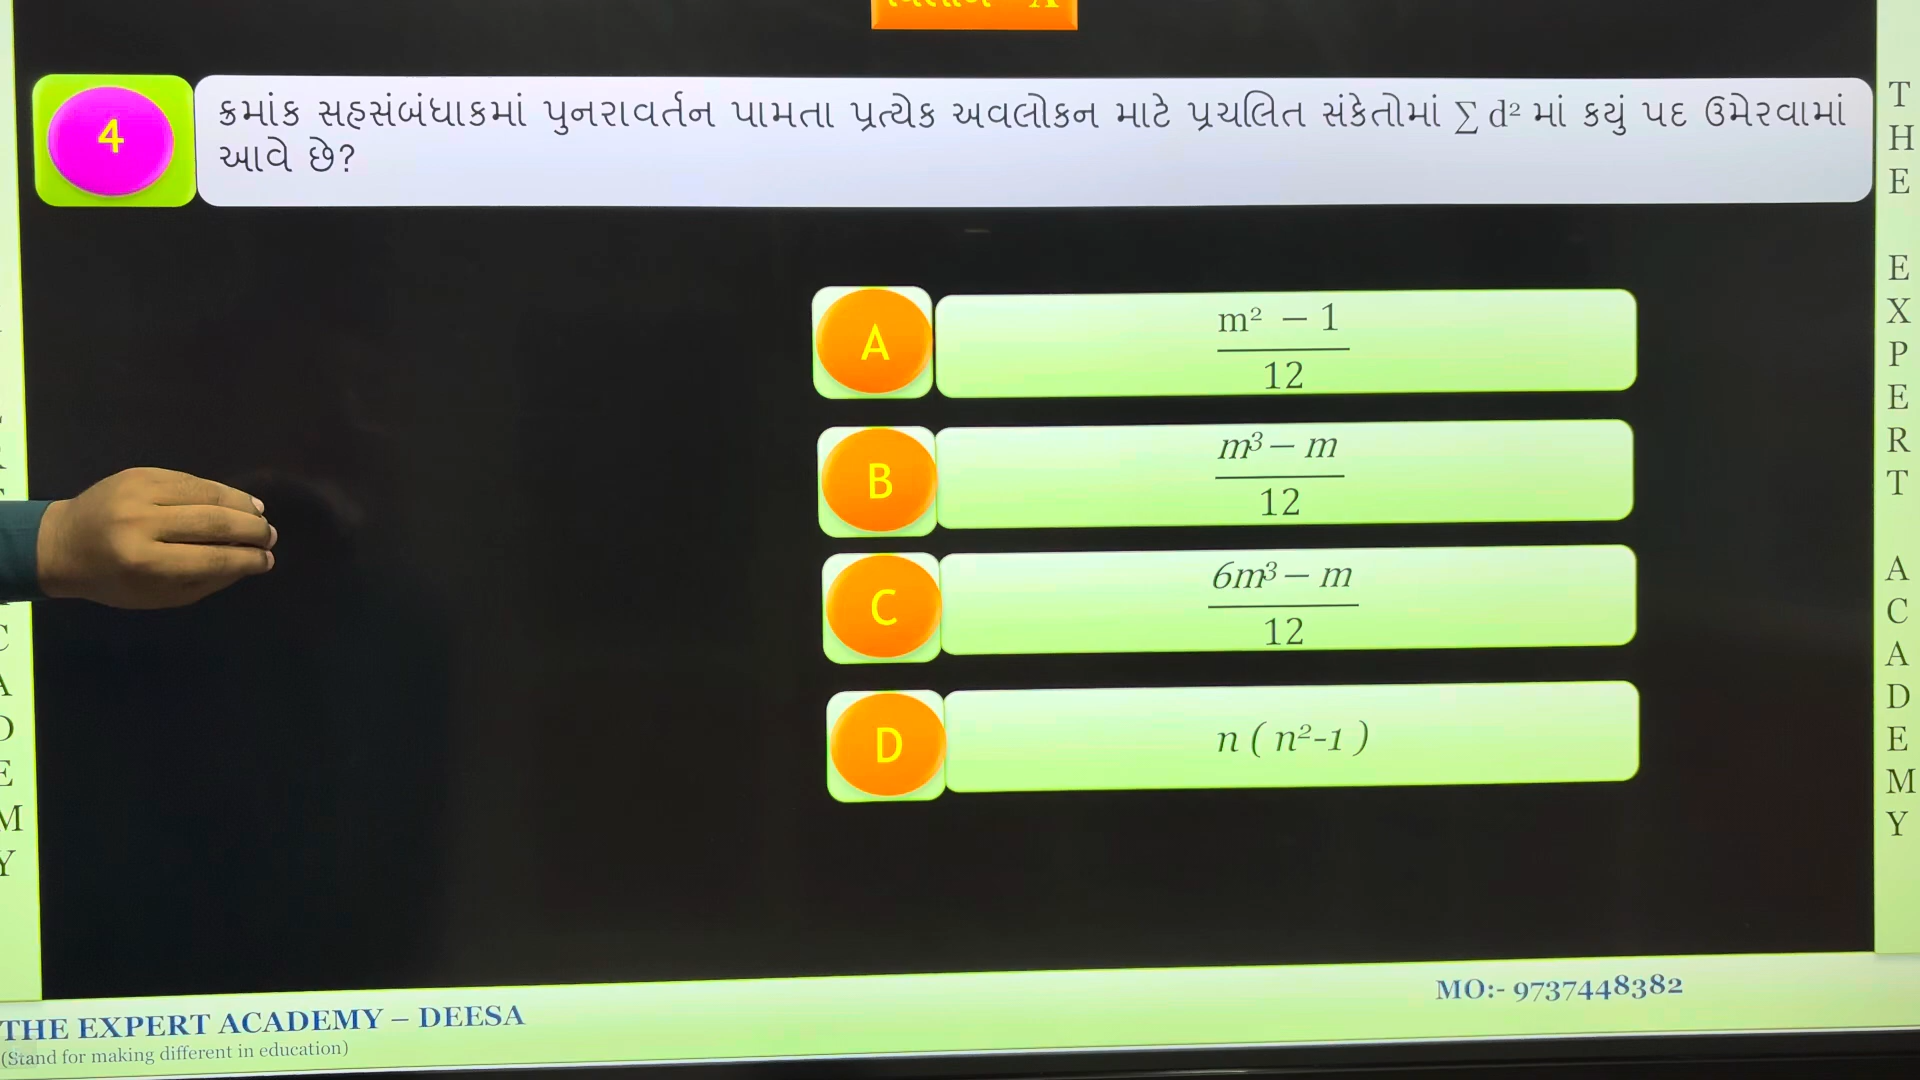 4
ક્રમાંક સહસંબંધાકમાં પુનરાવર્તન પામતા પ્રત્યેક અવલોકન માટે પ્રચલિત સંકેતોમાં ∑ d² માં કયું પદ ઉમેરવામાં
આવે છે?
A
m² – 1
12
B
m³ – m
12
C
6m³ – m
12
D
n ( n²-1 )
T
H
E
E
X
P
E
R
T
A
C
A
D
E
M
Y
MO:- 9737448382
THE EXPERT ACADEMY – DEESA
(Stand for making different in education)